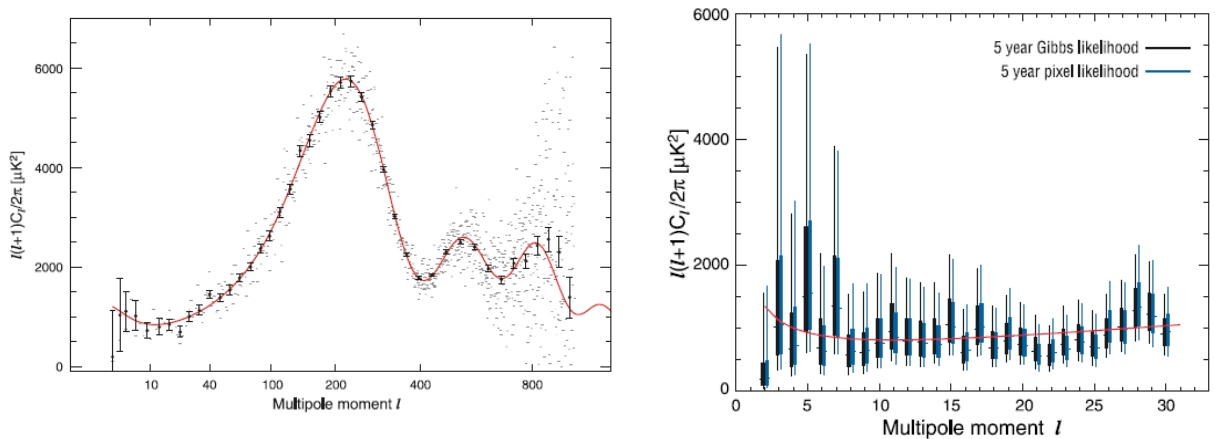 l(l+1)C_l/2π [μK²]
6000
4000
2000
0
10 40 100 200 400 800
Multipole moment l
l(l+1)C_l/2π [μK²]
6000
4000
2000
0
5 year Gibbs likelihood
5 year pixel likelihood
0 5 10 15 20 25 30
Multipole moment l